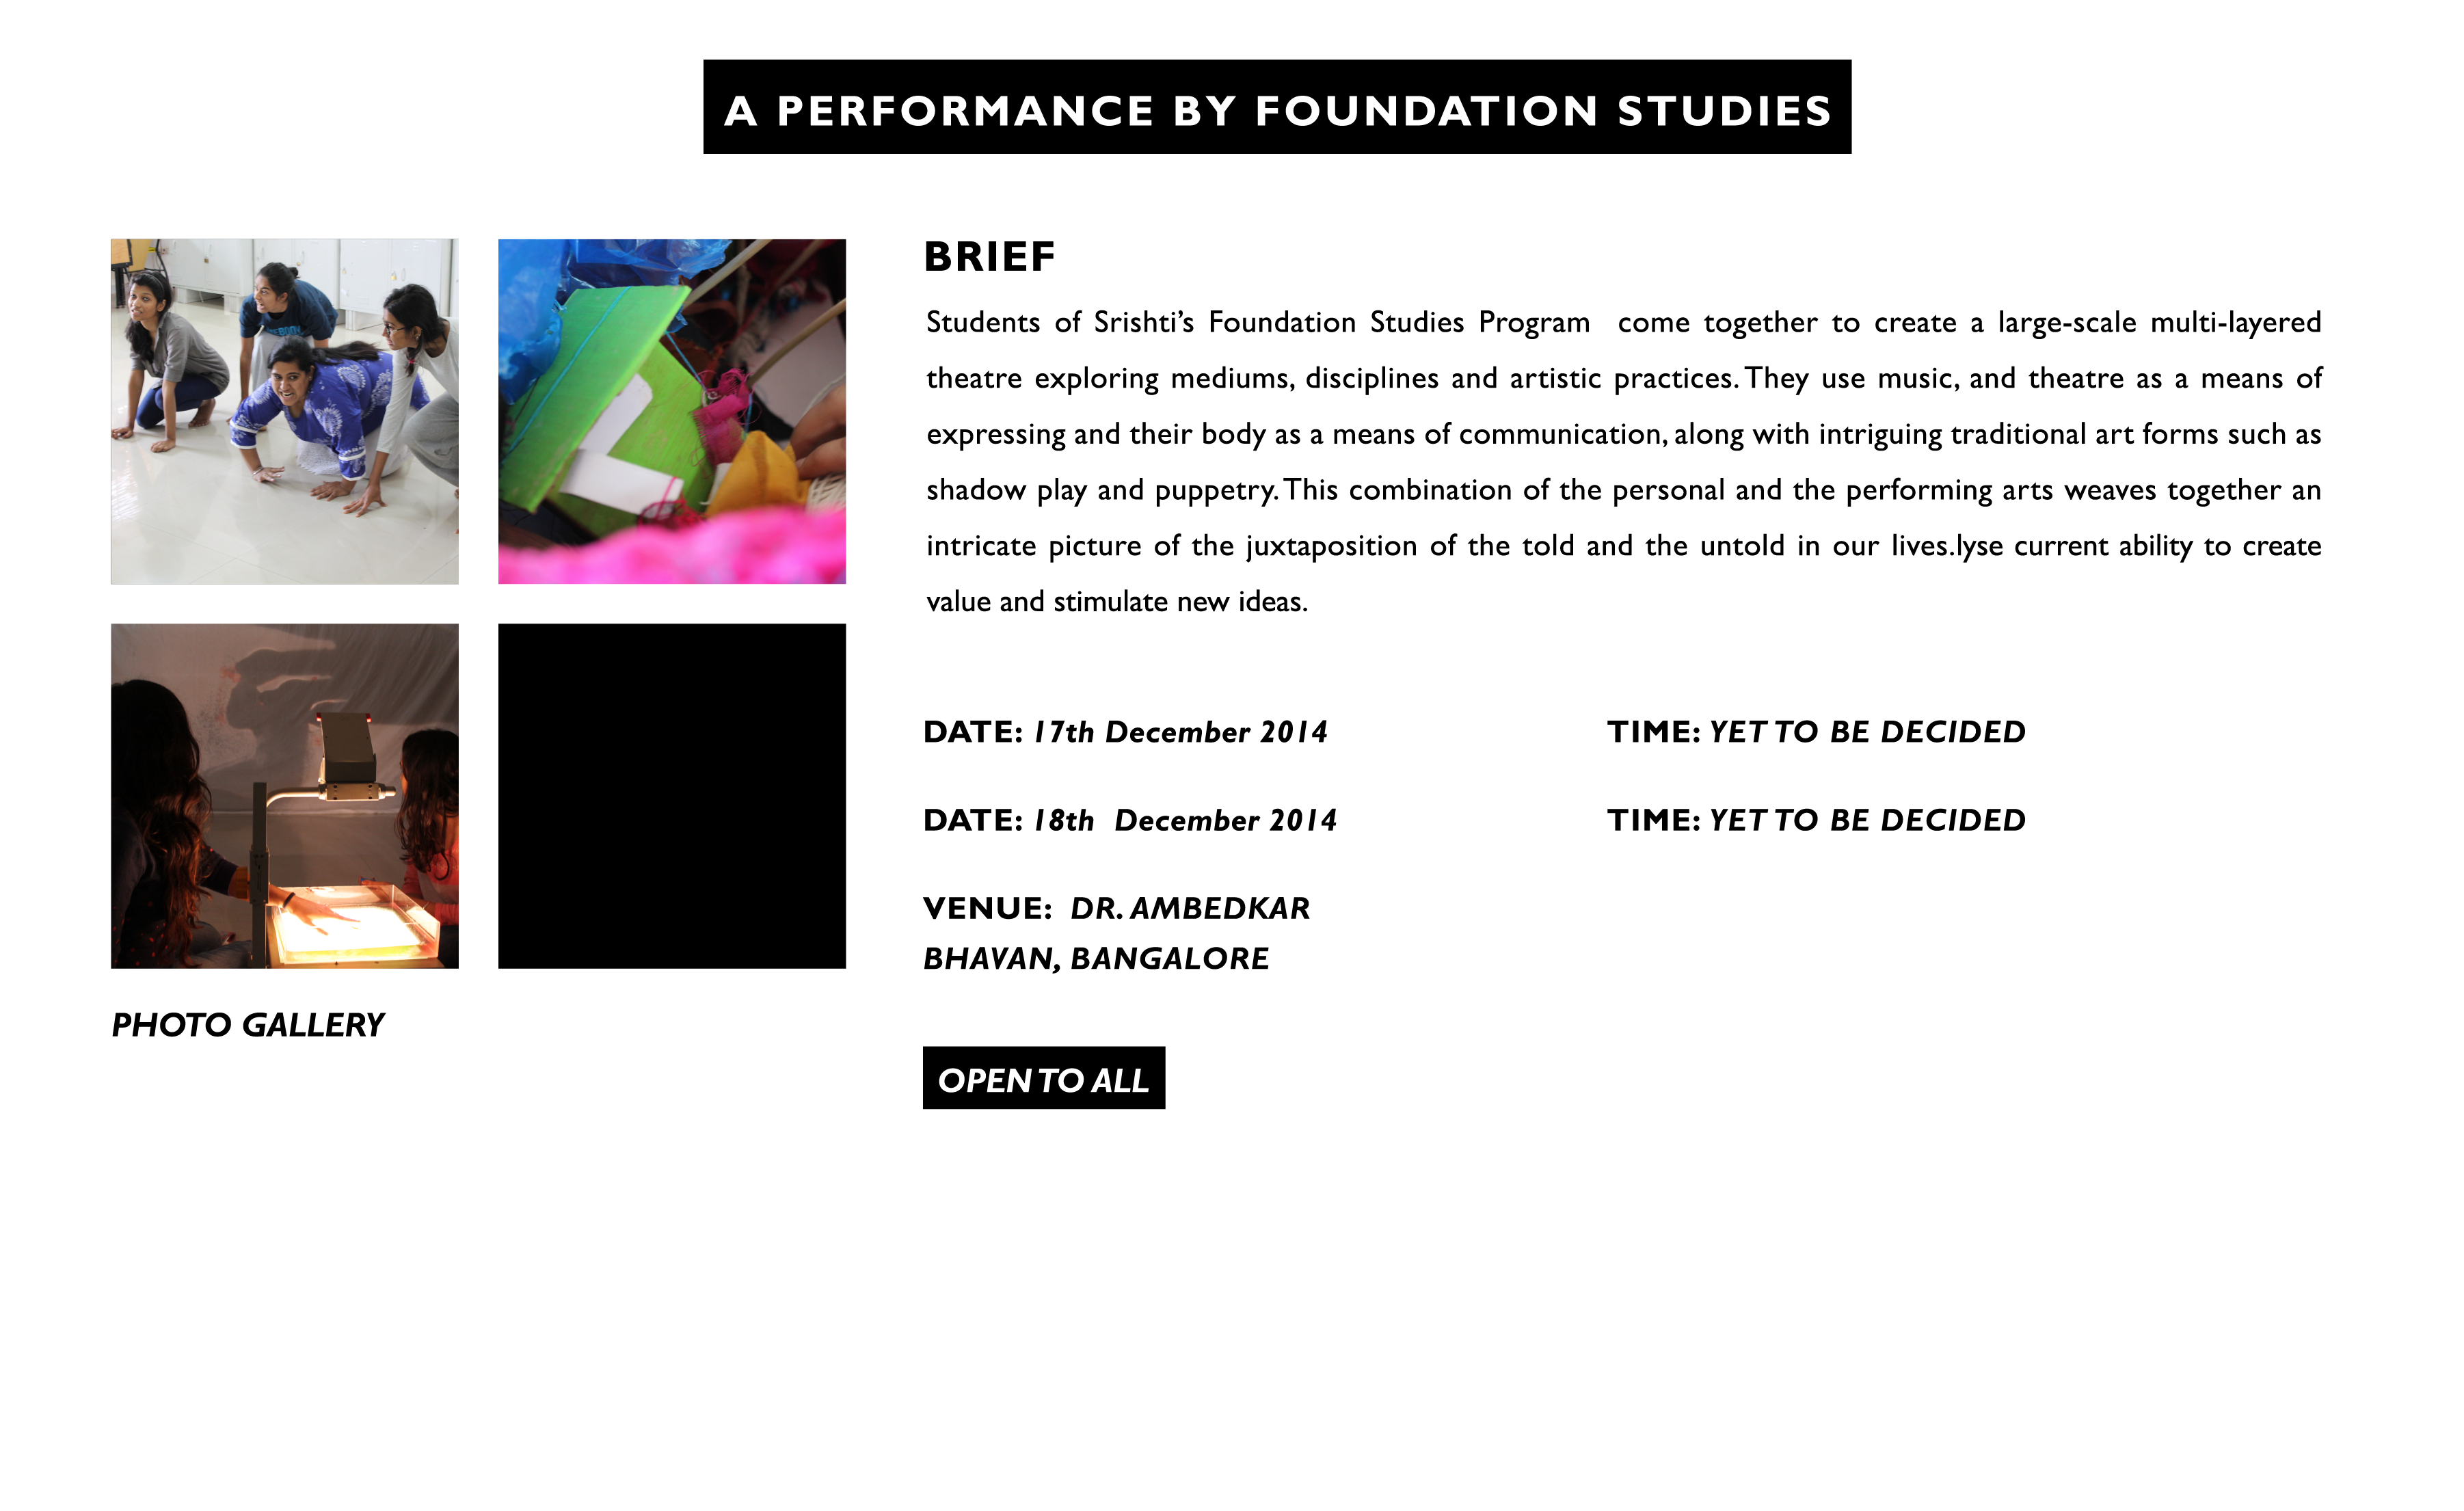 A PERFORMANCE BY FOUNDATION STUDIES
BRIEF
Students of Srishti’s Foundation Studies Program come together to create a large-scale multi-layered
theatre exploring mediums, disciplines and artistic practices. They use music, and theatre as a means of
expressing and their body as a means of communication, along with intriguing traditional art forms such as
shadow play and puppetry. This combination of the personal and the performing arts weaves together an
intricate picture of the juxtaposition of the told and the untold in our lives.lyse current ability to create
value and stimulate new ideas.
DATE: 17th December 2014
TIME: YET TO BE DECIDED
DATE: 18th December 2014
TIME: YET TO BE DECIDED
VENUE: DR. AMBEDKAR
BHAVAN, BANGALORE
PHOTO GALLERY
OPEN TO ALL